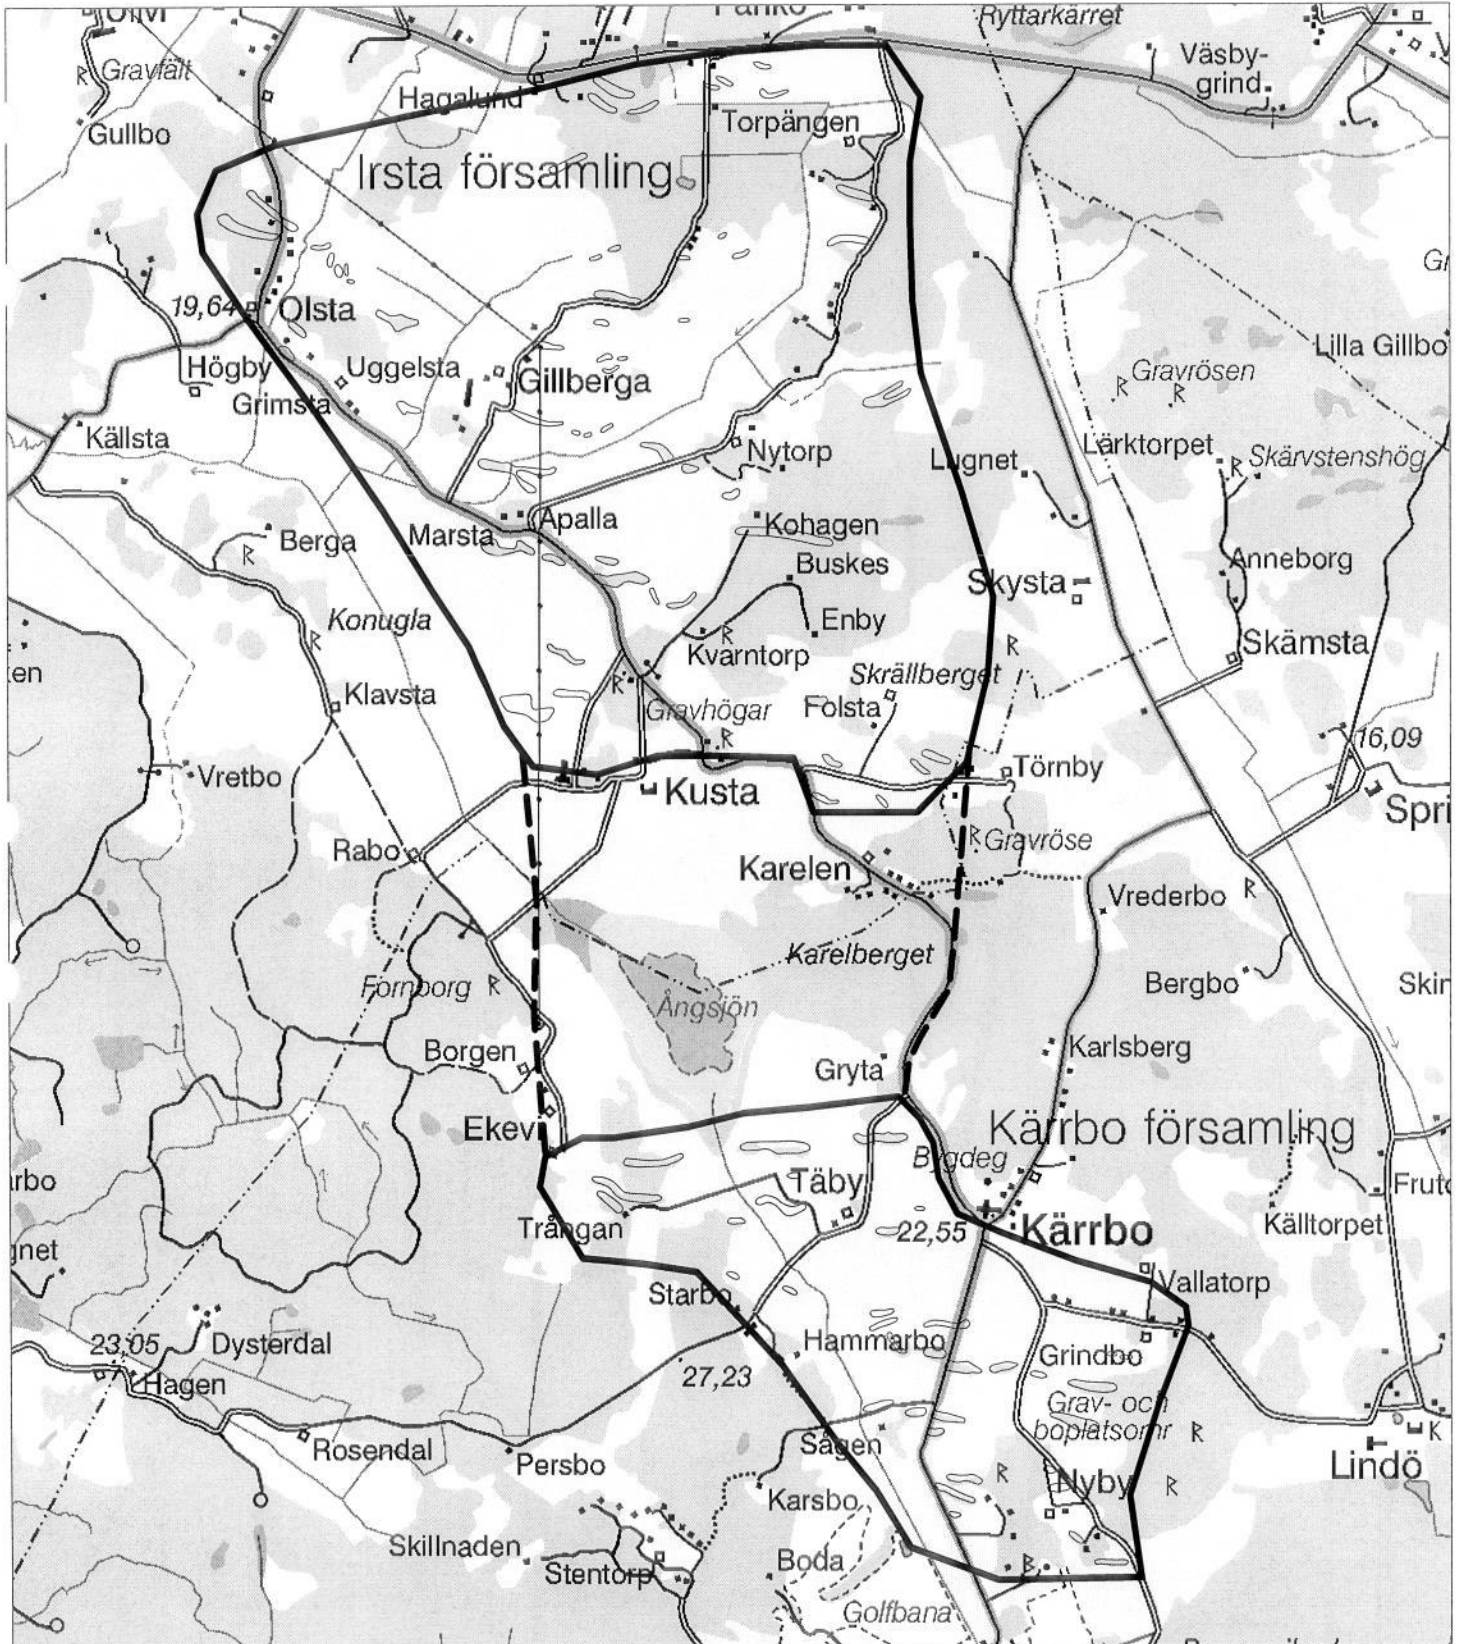 Ryttarkärret
Väsby-
grind
Gravfält
Hagalund
Torpängen
Gullbo
Irsta församling
19,64
Olsta
Lilla Gillbo
Högby
Uggelsta
Gillberga
Gravrösen
Grimsta
Källsta
Nytorp
Lugnet
Lärktorpet
Skärvstenshög
Berga
Marsta
Apalla
Kohagen
Buskes
Anneborg
Skysta
Konugla
Enby
Skämsta
Kvarntorp
Skrällberget
Klavsta
Gravhögar
Folsta
16,09
Vretbo
Törnby
Kusta
Rabo
Gravröse
Karelen
Vrederbo
Karelberget
Bergbo
Fornborg
Ångsjön
Borgen
Gryta
Karlsberg
Ekevi
Kärrbo församling
Bygdeg
Täby
Trångan
22,55
Kärrbo
Källtorpet
Vallatorp
Starbo
23,05
Dysterdal
Hammarbo
Grindbo
27,23
Hagen
Grav- och
boplatsomr
Rosendal
Persbo
Sågen
Lindö
K
Nyby
Karsbo
Skillnaden
Stentorp
Boda
Golfbana